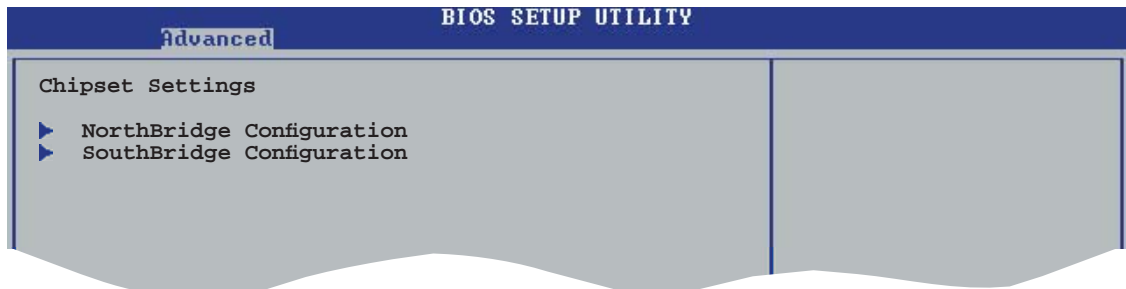 BIOS SETUP UTILITY
Advanced
Chipset Settings
NorthBridge Configuration
SouthBridge Configuration